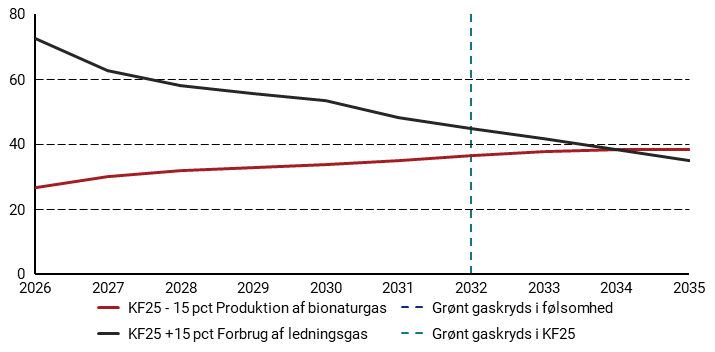 80
60
40
20
0
2026 2027 2028 2029 2030 2031 2032 2033 2034 2035
KF25 - 15 pct Produktion af bionaturgas
Grønt gaskryds i følsomhed
KF25 +15 pct Forbrug af ledningsgas
Grønt gaskryds i KF25